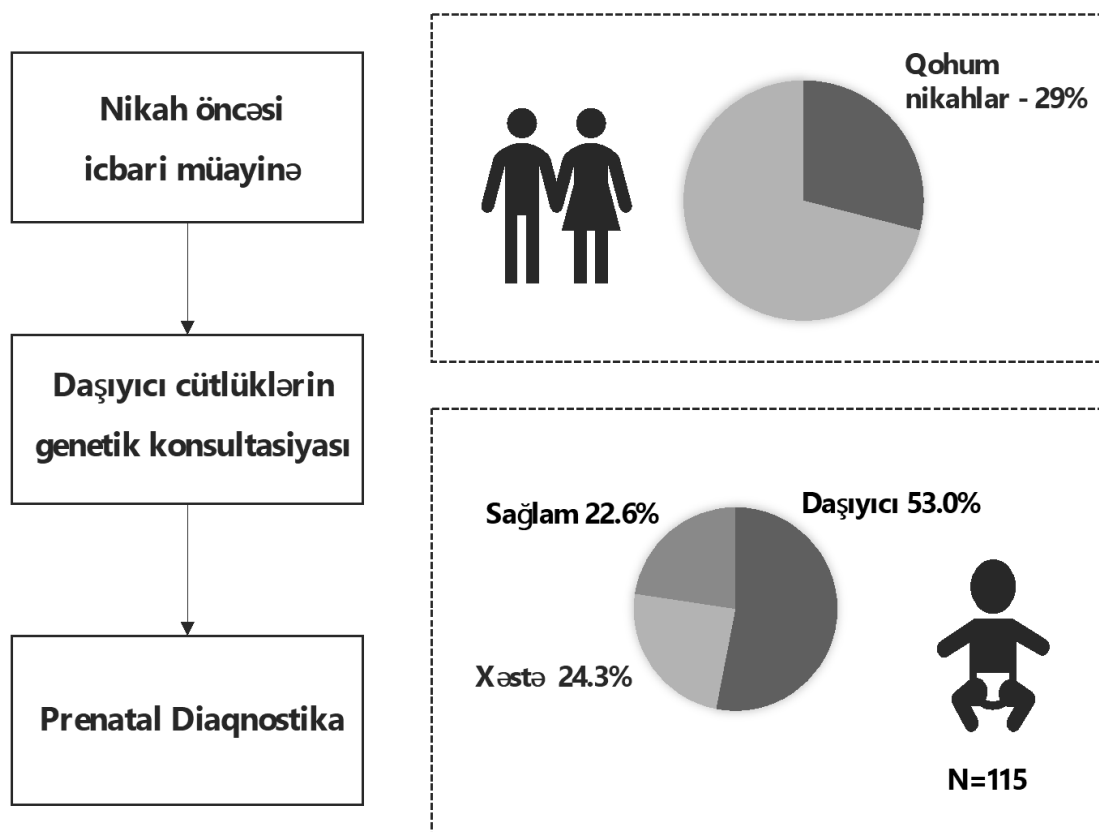 Nikah öncəsi
icbari müayinə
Daşıyıcı cütlüklərin
genetik konsultasiyası
Prenatal Diaqnostika
Qohum
nikahlar - 29%
Sağlam 22.6%
Daşıyıcı 53.0%
Xəstə 24.3%
N=115